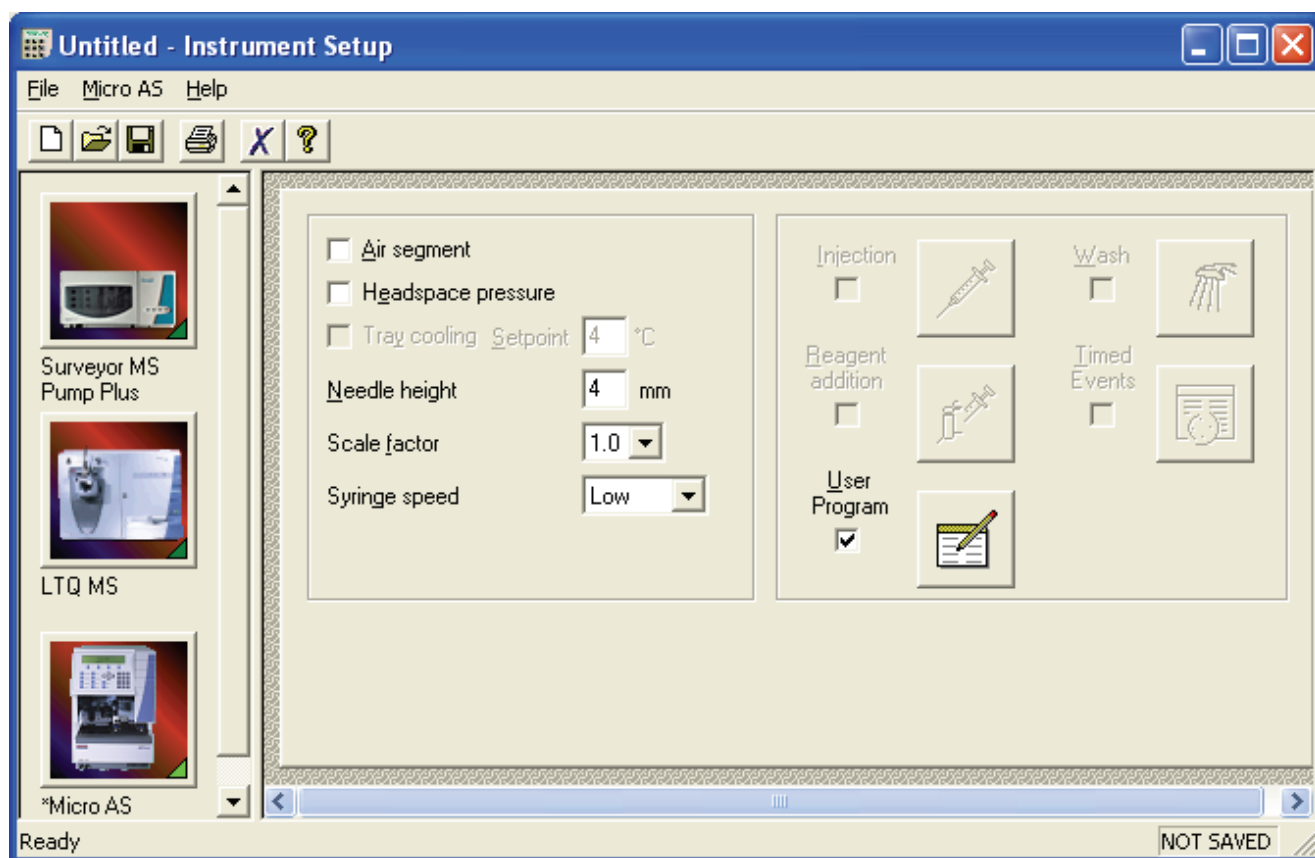 Untitled - Instrument Setup
File Micro AS Help
Surveyor MS
Pump Plus
LTQ MS
*Micro AS
Air segment
Headspace pressure
Tray cooling Setpoint 4 °C
Needle height 4 mm
Scale factor 1.0
Syringe speed Low
Injection
Wash
Reagent
addition
Timed
Events
User
Program
Ready
NOT SAVED